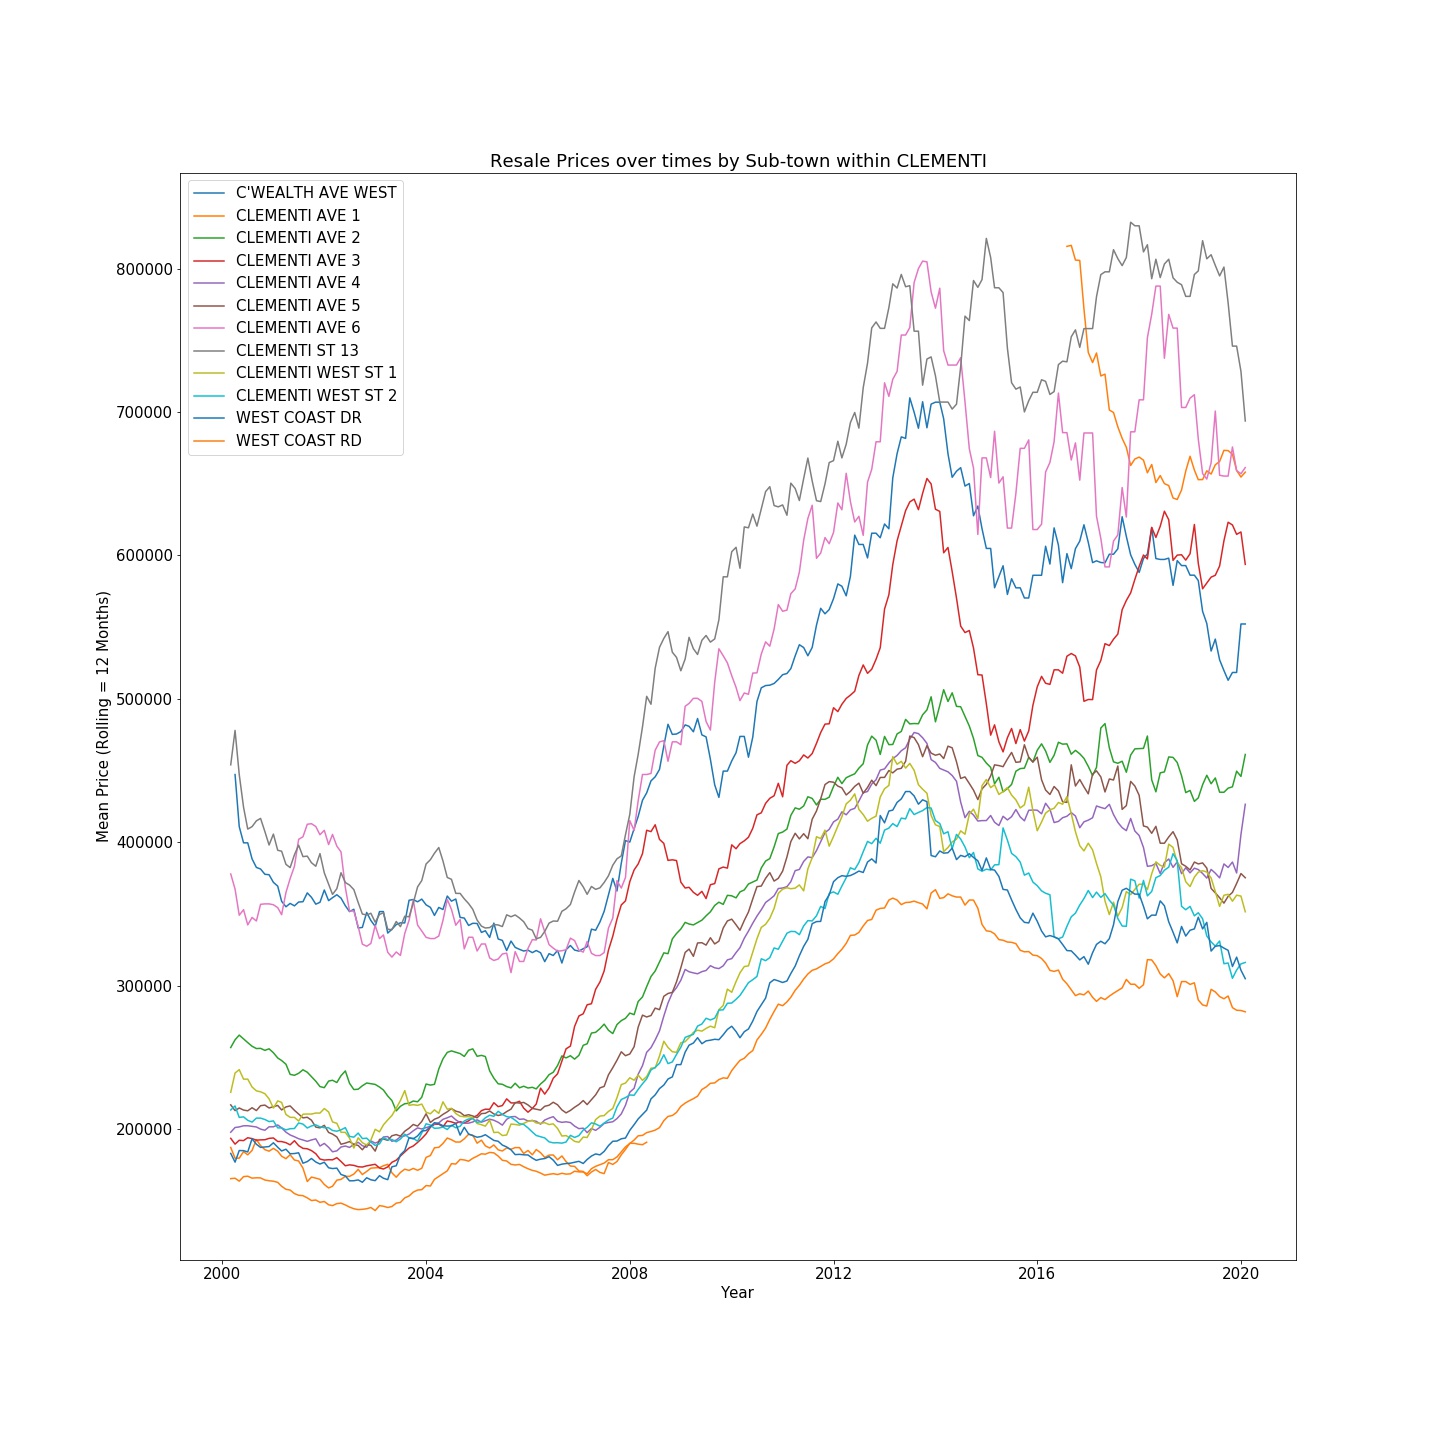 Resale Prices over times by Sub-town within CLEMENTI
C'WEALTH AVE WEST
CLEMENTI AVE 1
CLEMENTI AVE 2
CLEMENTI AVE 3
CLEMENTI AVE 4
CLEMENTI AVE 5
CLEMENTI AVE 6
CLEMENTI ST 13
CLEMENTI WEST ST 1
CLEMENTI WEST ST 2
WEST COAST DR
WEST COAST RD
800000
700000
600000
500000
400000
300000
200000
Mean Price (Rolling = 12 Months)
2000 2004 2008 2012 2016 2020
Year